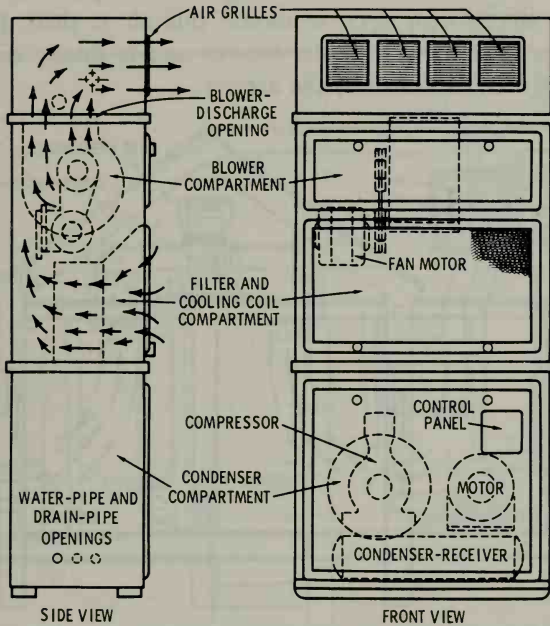 AIR GRILLES
BLOWER-
DISCHARGE
OPENING
BLOWER
COMPARTMENT
FAN MOTOR
FILTER AND
COOLING COIL
COMPARTMENT
COMPRESSOR
CONTROL
PANEL
CONDENSER
COMPARTMENT
MOTOR
WATER-PIPE AND
DRAIN-PIPE
OPENINGS
CONDENSER-RECEIVER
SIDE VIEW
FRONT VIEW